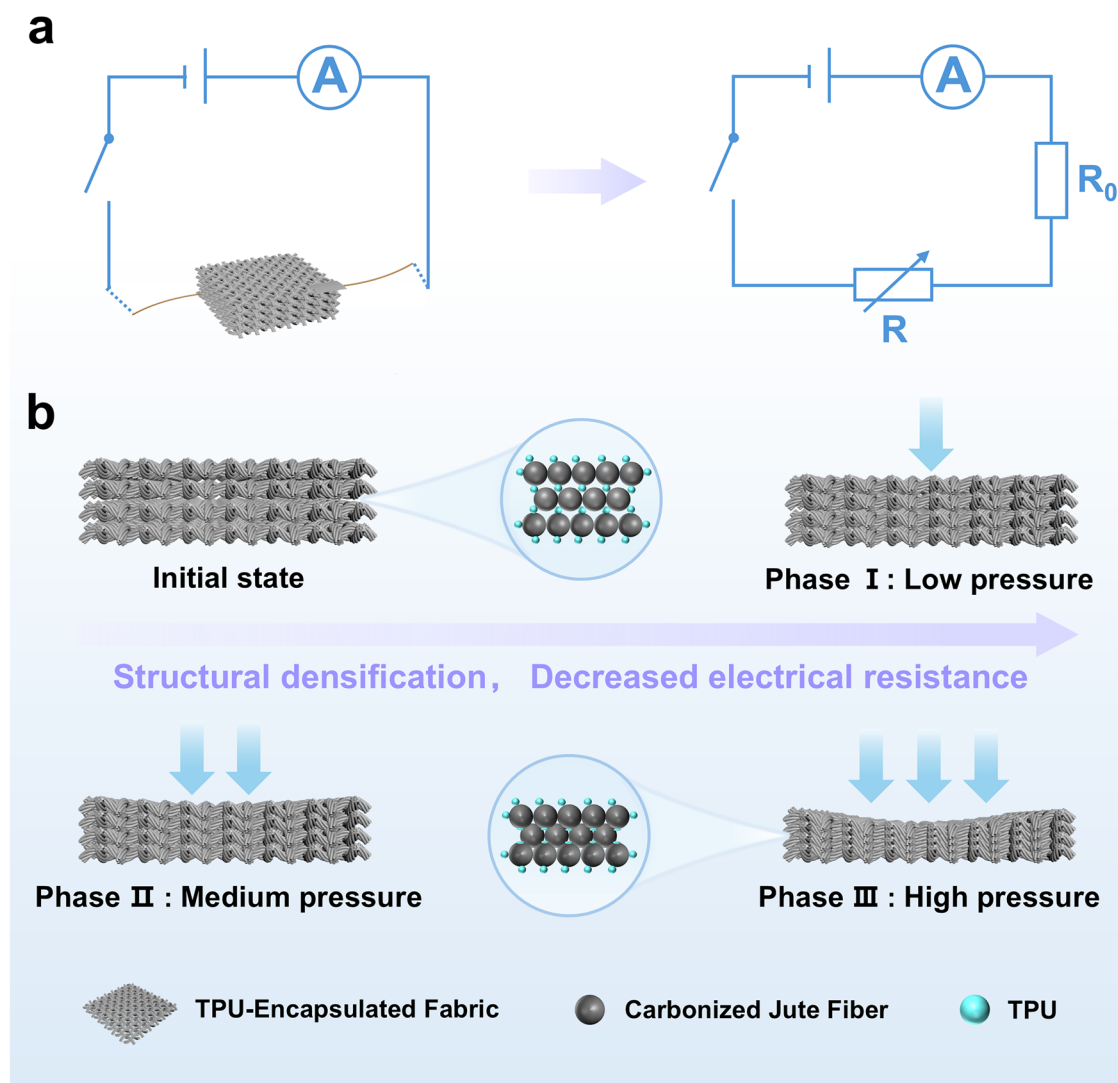 a
A
A
R0
R
b
Initial state
Phase Ⅰ : Low pressure
Structural densification, Decreased electrical resistance
Phase Ⅱ : Medium pressure
Phase Ⅲ : High pressure
TPU-Encapsulated Fabric
Carbonized Jute Fiber
TPU